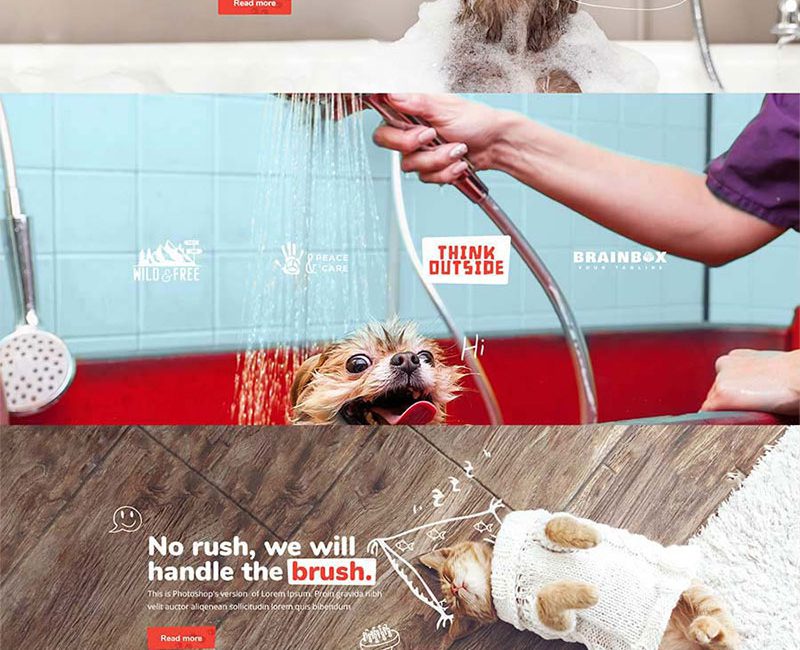 Read more
WILD & FREE
PEACE
& CARE
THINK
OUTSIDE
BRAINBOX
YOUR TAGLINE
Hi
No rush, we will
handle the brush.
This is Photoshop's version of Lorem Ipsum. Proin gravida nibh
velit auctor aliqenean sollicitudin lorem quis bibendum
Read more